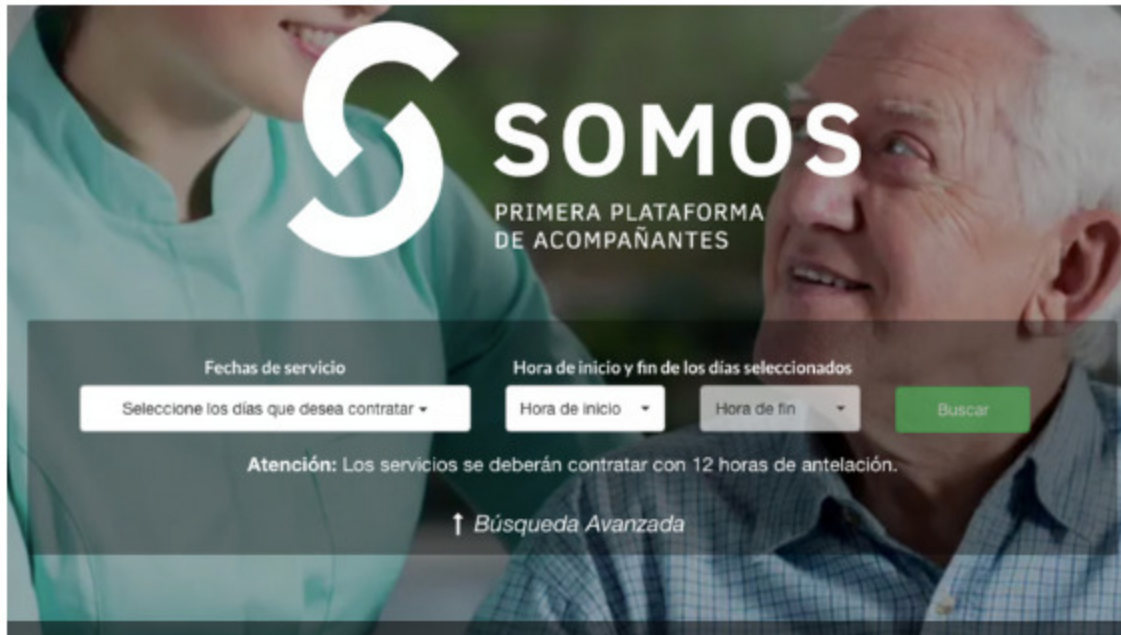 SOMOS
PRIMERA PLATAFORMA
DE ACOMPAÑANTES
Fechas de servicio
Hora de inicio y fin de los días seleccionados
Seleccione los días que desea contratar
Hora de inicio
Hora de fin
Buscar
Atención: Los servicios se deberán contratar con 12 horas de antelación.
Búsqueda Avanzada